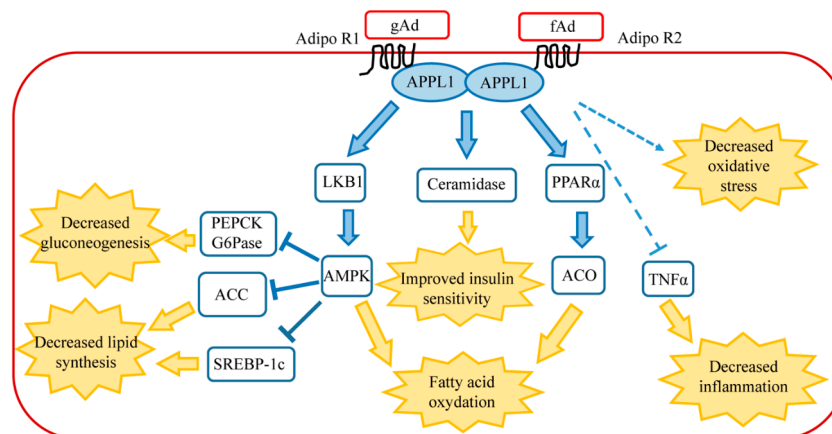 gAd
fAd
Adipo R1
Adipo R2
APPL1
APPL1
LKB1
Ceramidase
PPARα
Decreased
oxidative
stress
Decreased
gluconeogenesis
PEPCK
G6Pase
AMPK
Improved insulin
sensitivity
ACO
TNFα
ACC
Decreased lipid
synthesis
SREBP-1c
Fatty acid
oxydation
Decreased
inflammation